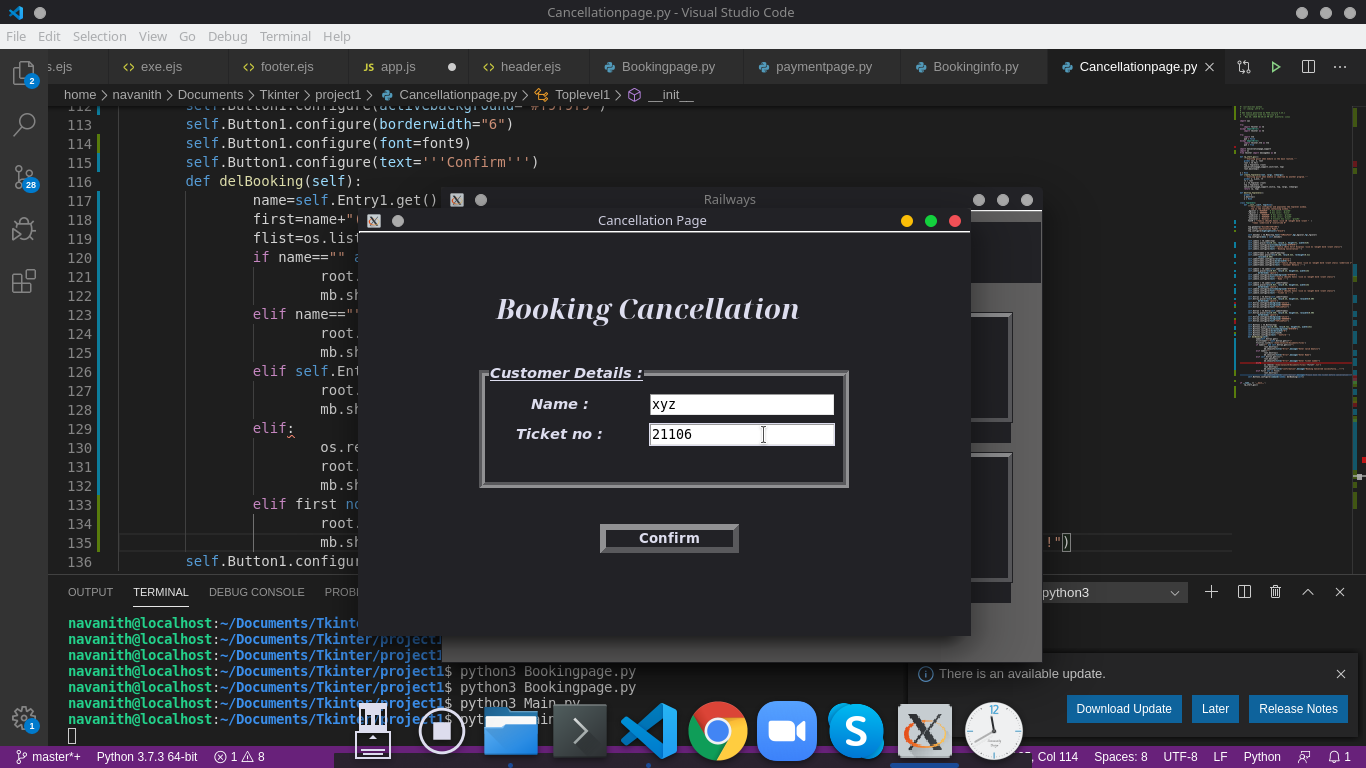 Cancellationpage.py - Visual Studio Code
File Edit Selection View Go Debug Terminal Help
s.ejs exe.ejs footer.ejs JS app.js header.ejs Bookingpage.py paymentpage.py Bookinginfo.py Cancellationpage.py
home > navanith > Documents > Tkinter > project1 > Cancellationpage.py > Toplevel1 > __init__
112 self.Button1.configure(activebackground="#f9f9f9")
113 self.Button1.configure(borderwidth="6")
114 self.Button1.configure(font=font9)
115 self.Button1.configure(text='''Confirm''')
116 def delBooking(self):
117 name=self.Entry1.get()
118 first=name+"(
119 flist=os.list
120 if name=="" a
121 root.
122 mb.sh
123 elif name==""
124 root.
125 mb.sh
126 elif self.Ent
127 root.
128 mb.sh
129 elif:
130 os.re
131 root.
132 mb.sh
133 elif first no
134 root.
135 mb.sh !")
136 self.Button1.configur
Railways
Cancellation Page
Booking Cancellation
Customer Details :
Name : xyz
Ticket no : 21106
Confirm
OUTPUT TERMINAL DEBUG CONSOLE PROB python3
navanith@localhost:~/Documents/Tkinte
navanith@localhost:~/Documents/Tkinter/project1
navanith@localhost:~/Documents/Tkinter/project1
navanith@localhost:~/Documents/Tkinter/project1$ python3 Bookingpage.py
navanith@localhost:~/Documents/Tkinter/project1$ python3 Bookingpage.py
navanith@localhost:~/Documents/Tkinter/project1$ python3 Main.py
navanith@localhost:~/Documents/Tkinter/project1$
There is an available update.
Download Update Later Release Notes
2
28
1
12
master*+ Python 3.7.3 64-bit 1 8 Col 114 Spaces: 8 UTF-8 LF Python 1